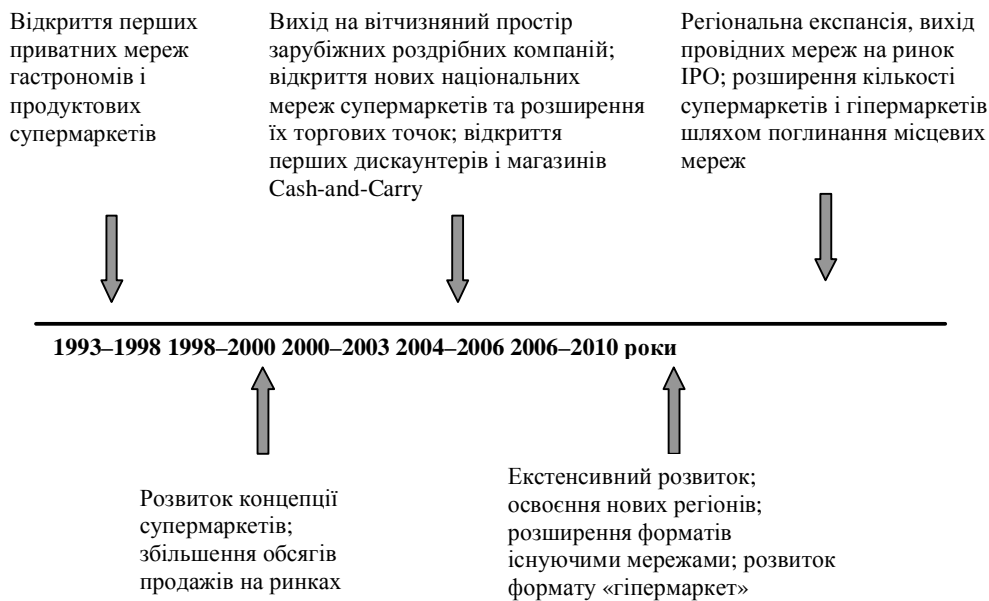 Відкриття перших
приватних мереж
гастрономів і
продуктових
супермаркетів
Вихід на вітчизняний простір
зарубіжних роздрібних компаній;
відкриття нових національних
мереж супермаркетів та розширення
їх торгових точок; відкриття
перших дискаунтерів і магазинів
Cash-and-Carry
Регіональна експансія, вихід
провідних мереж на ринок
IPO; розширення кількості
супермаркетів і гіпермаркетів
шляхом поглинання місцевих
мереж
1993–1998 1998–2000 2000–2003 2004–2006 2006–2010 роки
Розвиток концепції
супермаркетів;
збільшення обсягів
продажів на ринках
Екстенсивний розвиток;
освоєння нових регіонів;
розширення форматів
існуючими мережами; розвиток
формату «гіпермаркет»